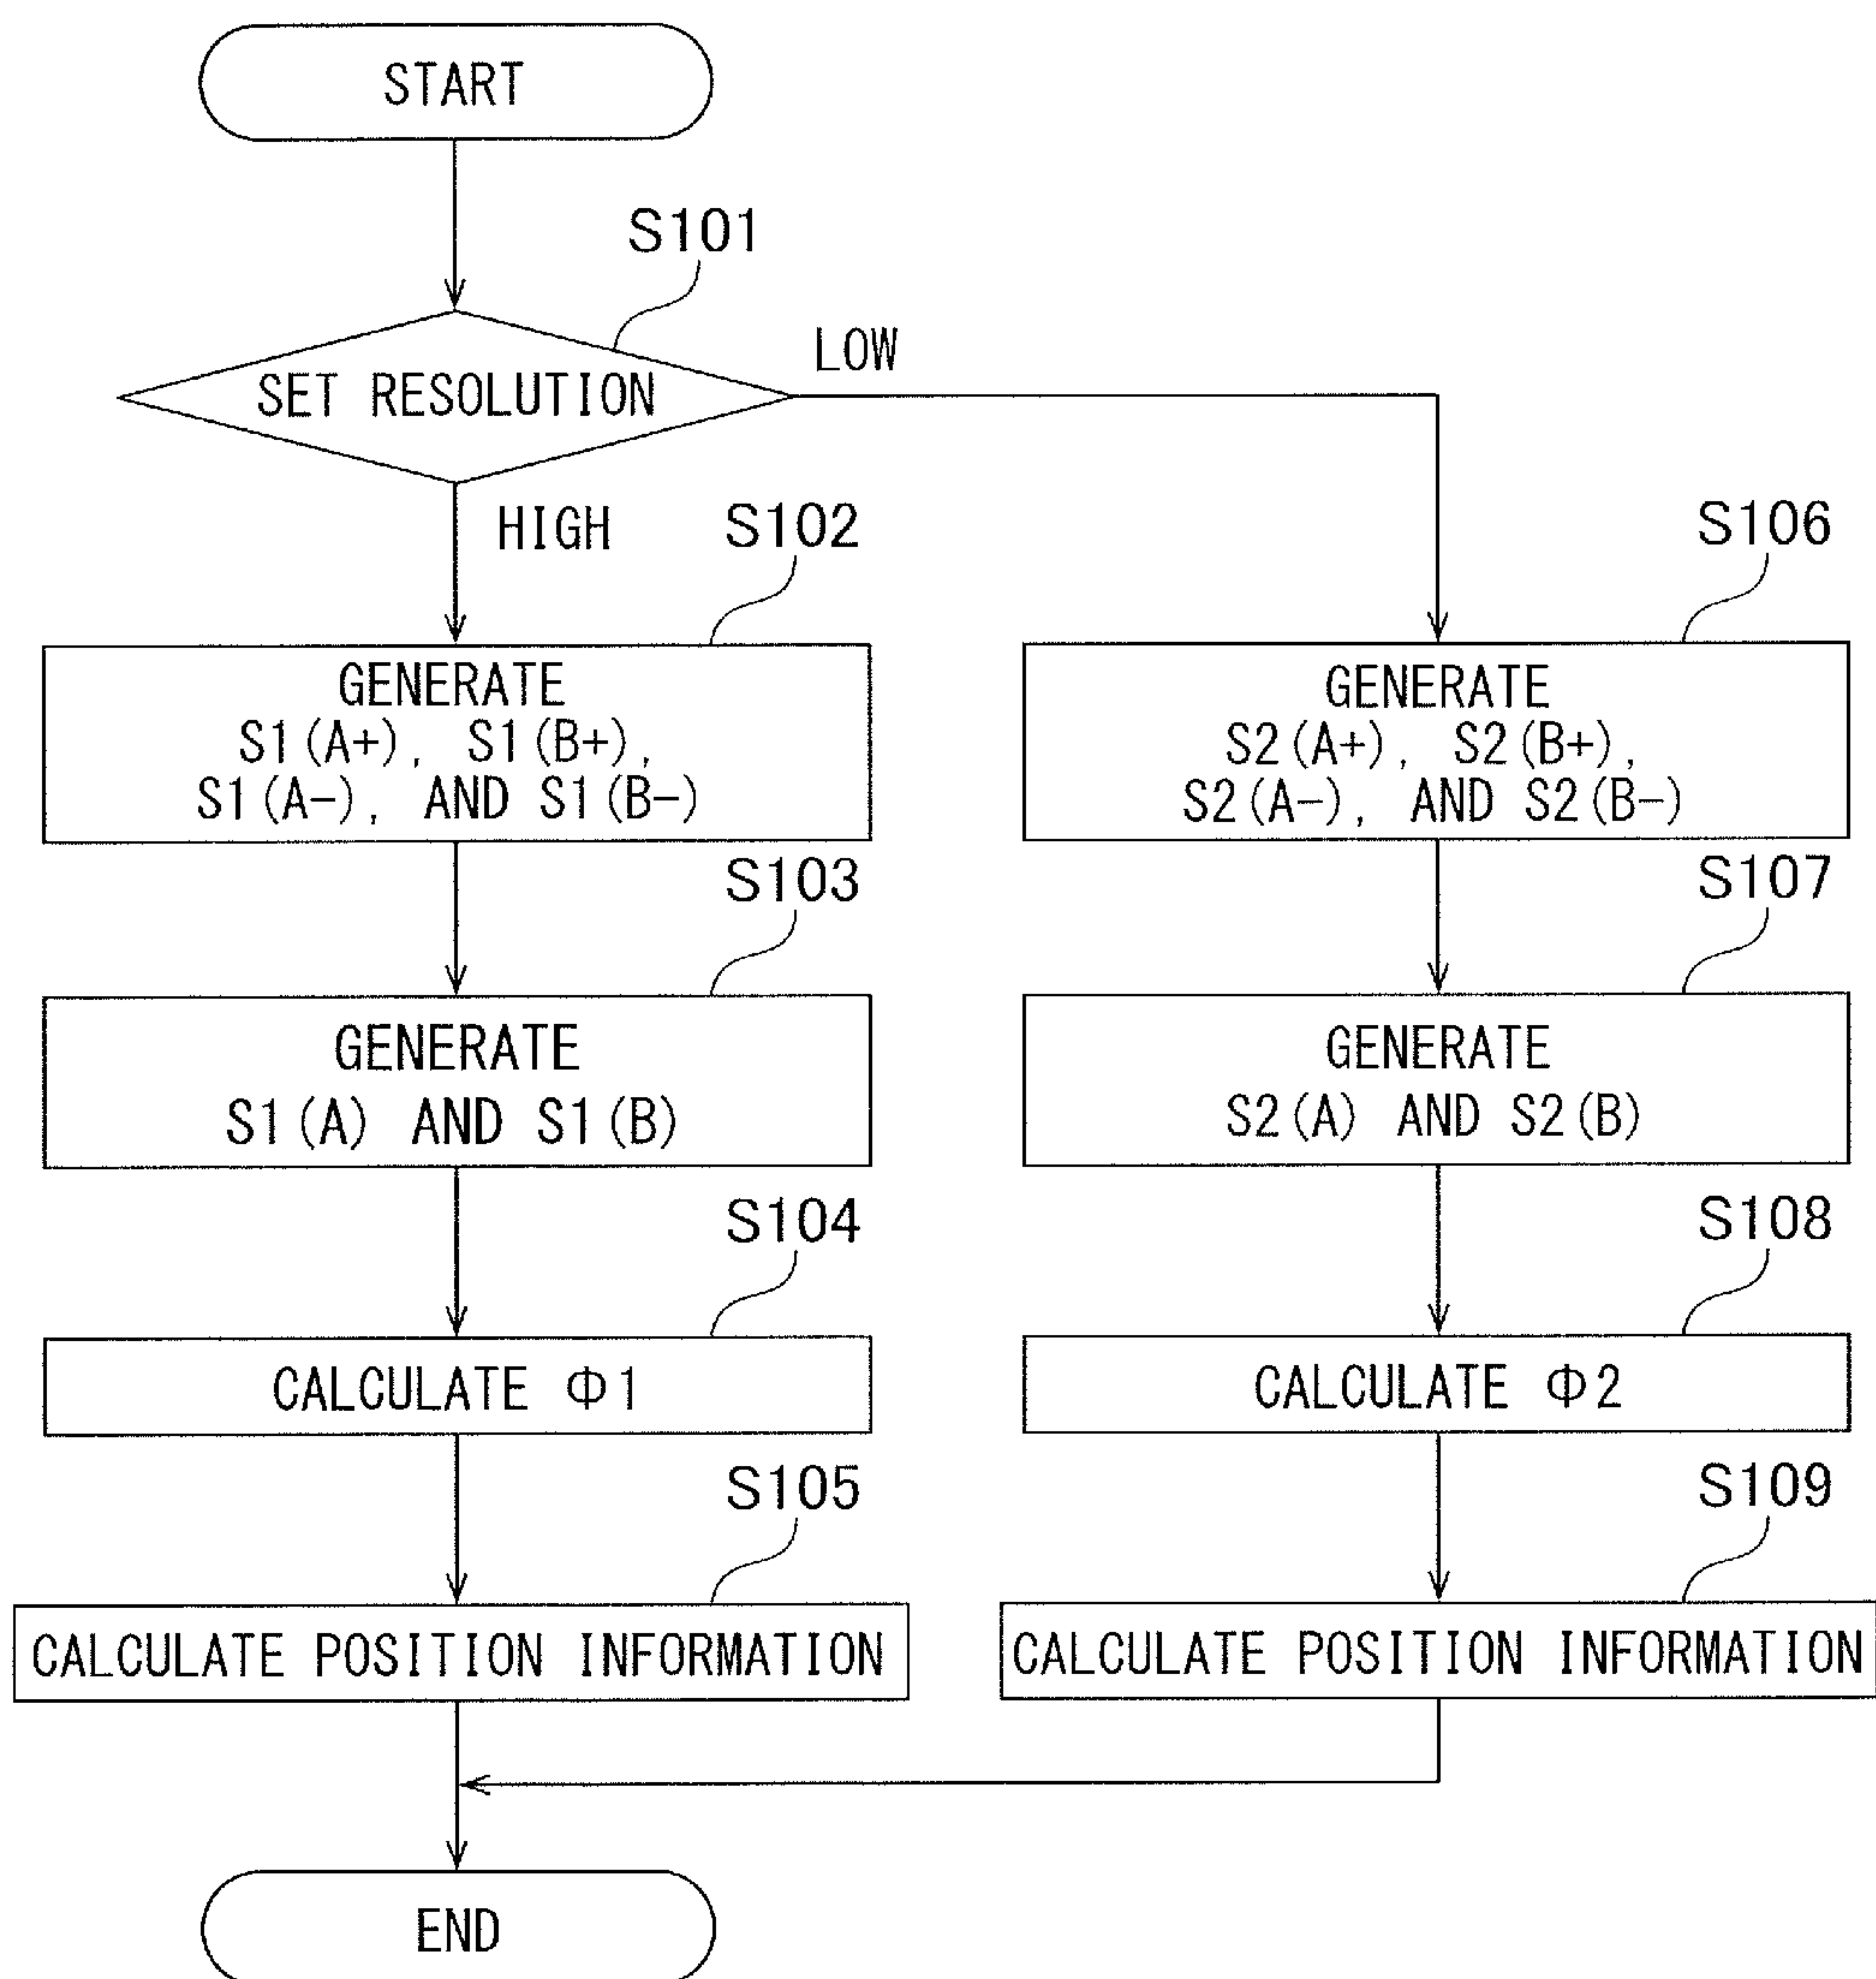 START
S101
SET RESOLUTION
LOW
HIGH
S102
GENERATE
S1(A+), S1(B+),
S1(A-), AND S1(B-)
S103
GENERATE
S1(A) AND S1(B)
S104
CALCULATE Φ1
S105
CALCULATE POSITION INFORMATION
S106
GENERATE
S2(A+), S2(B+),
S2(A-), AND S2(B-)
S107
GENERATE
S2(A) AND S2(B)
S108
CALCULATE Φ2
S109
CALCULATE POSITION INFORMATION
END